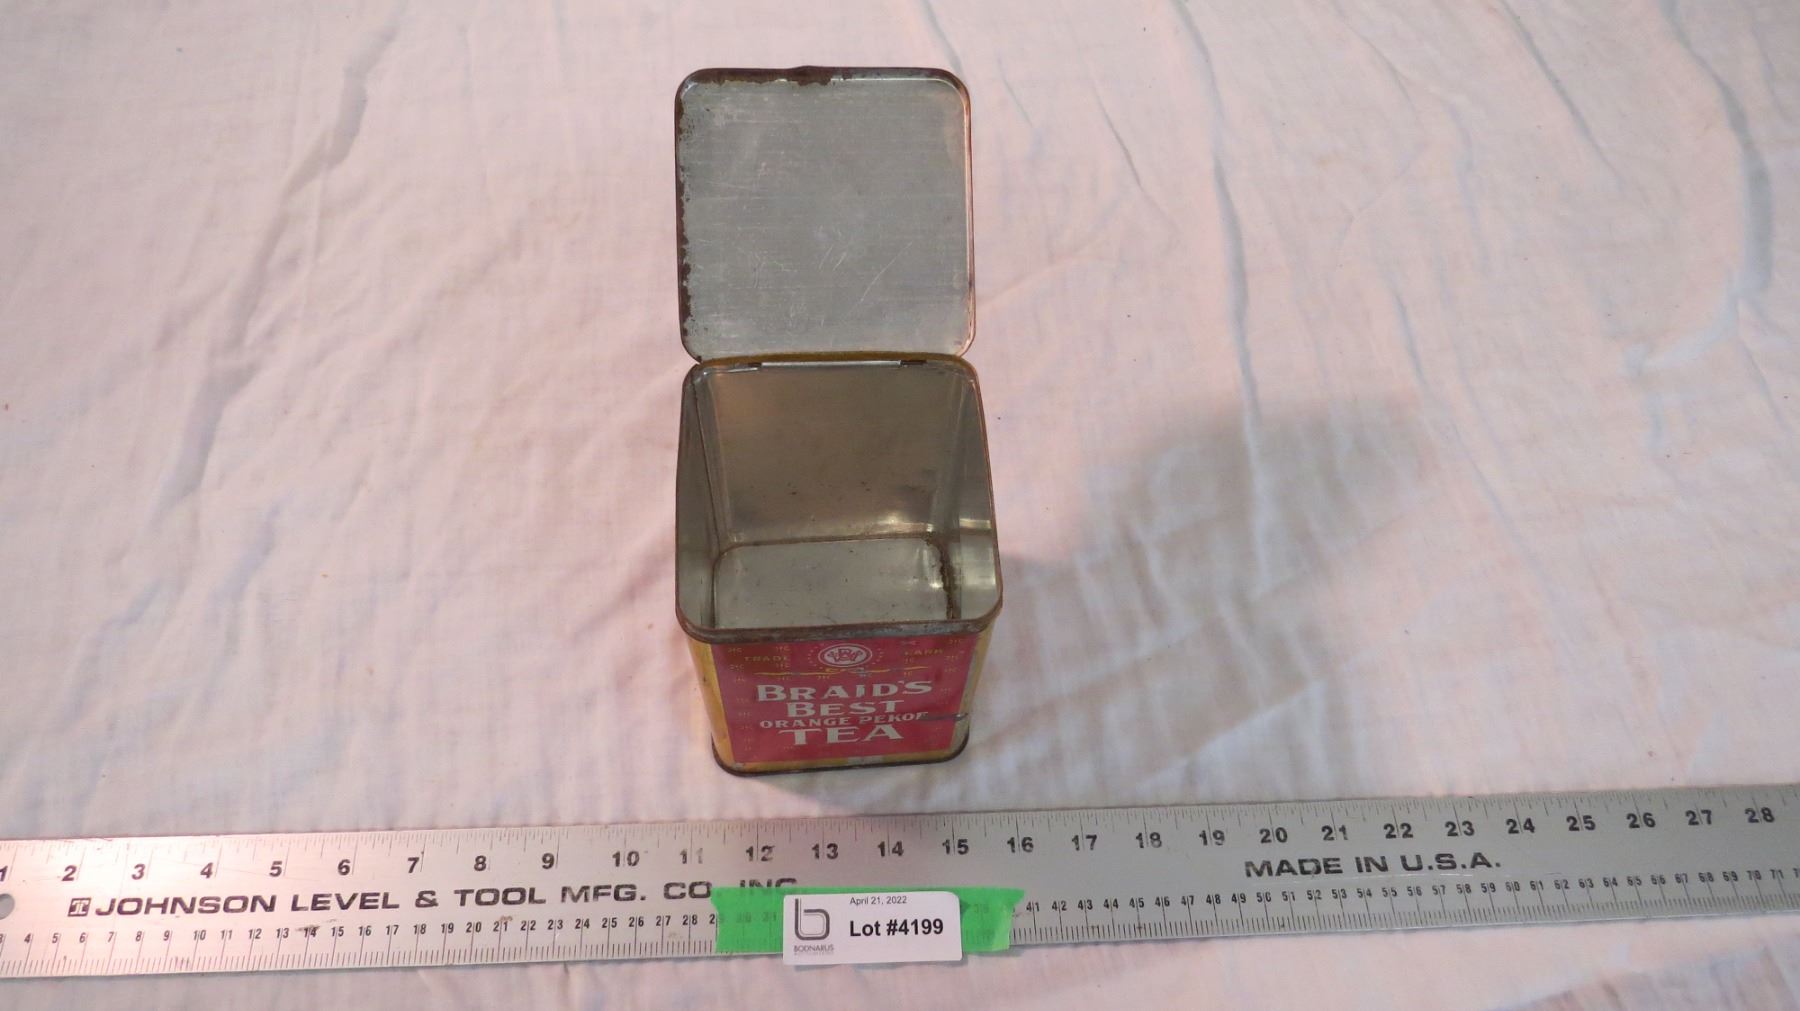 TRADE MARK
BRAID'S
BEST
ORANGE PEKOE
TEA
1 2 3 4 5 6 7 8 9 10 11 12 13 14 15 16 17 18 19 20 21 22 23 24 25 26 27 28
JOHNSON LEVEL & TOOL MFG. CO. INC.
MADE IN U.S.A.
April 21, 2022
Lot #4199
BODNARUS